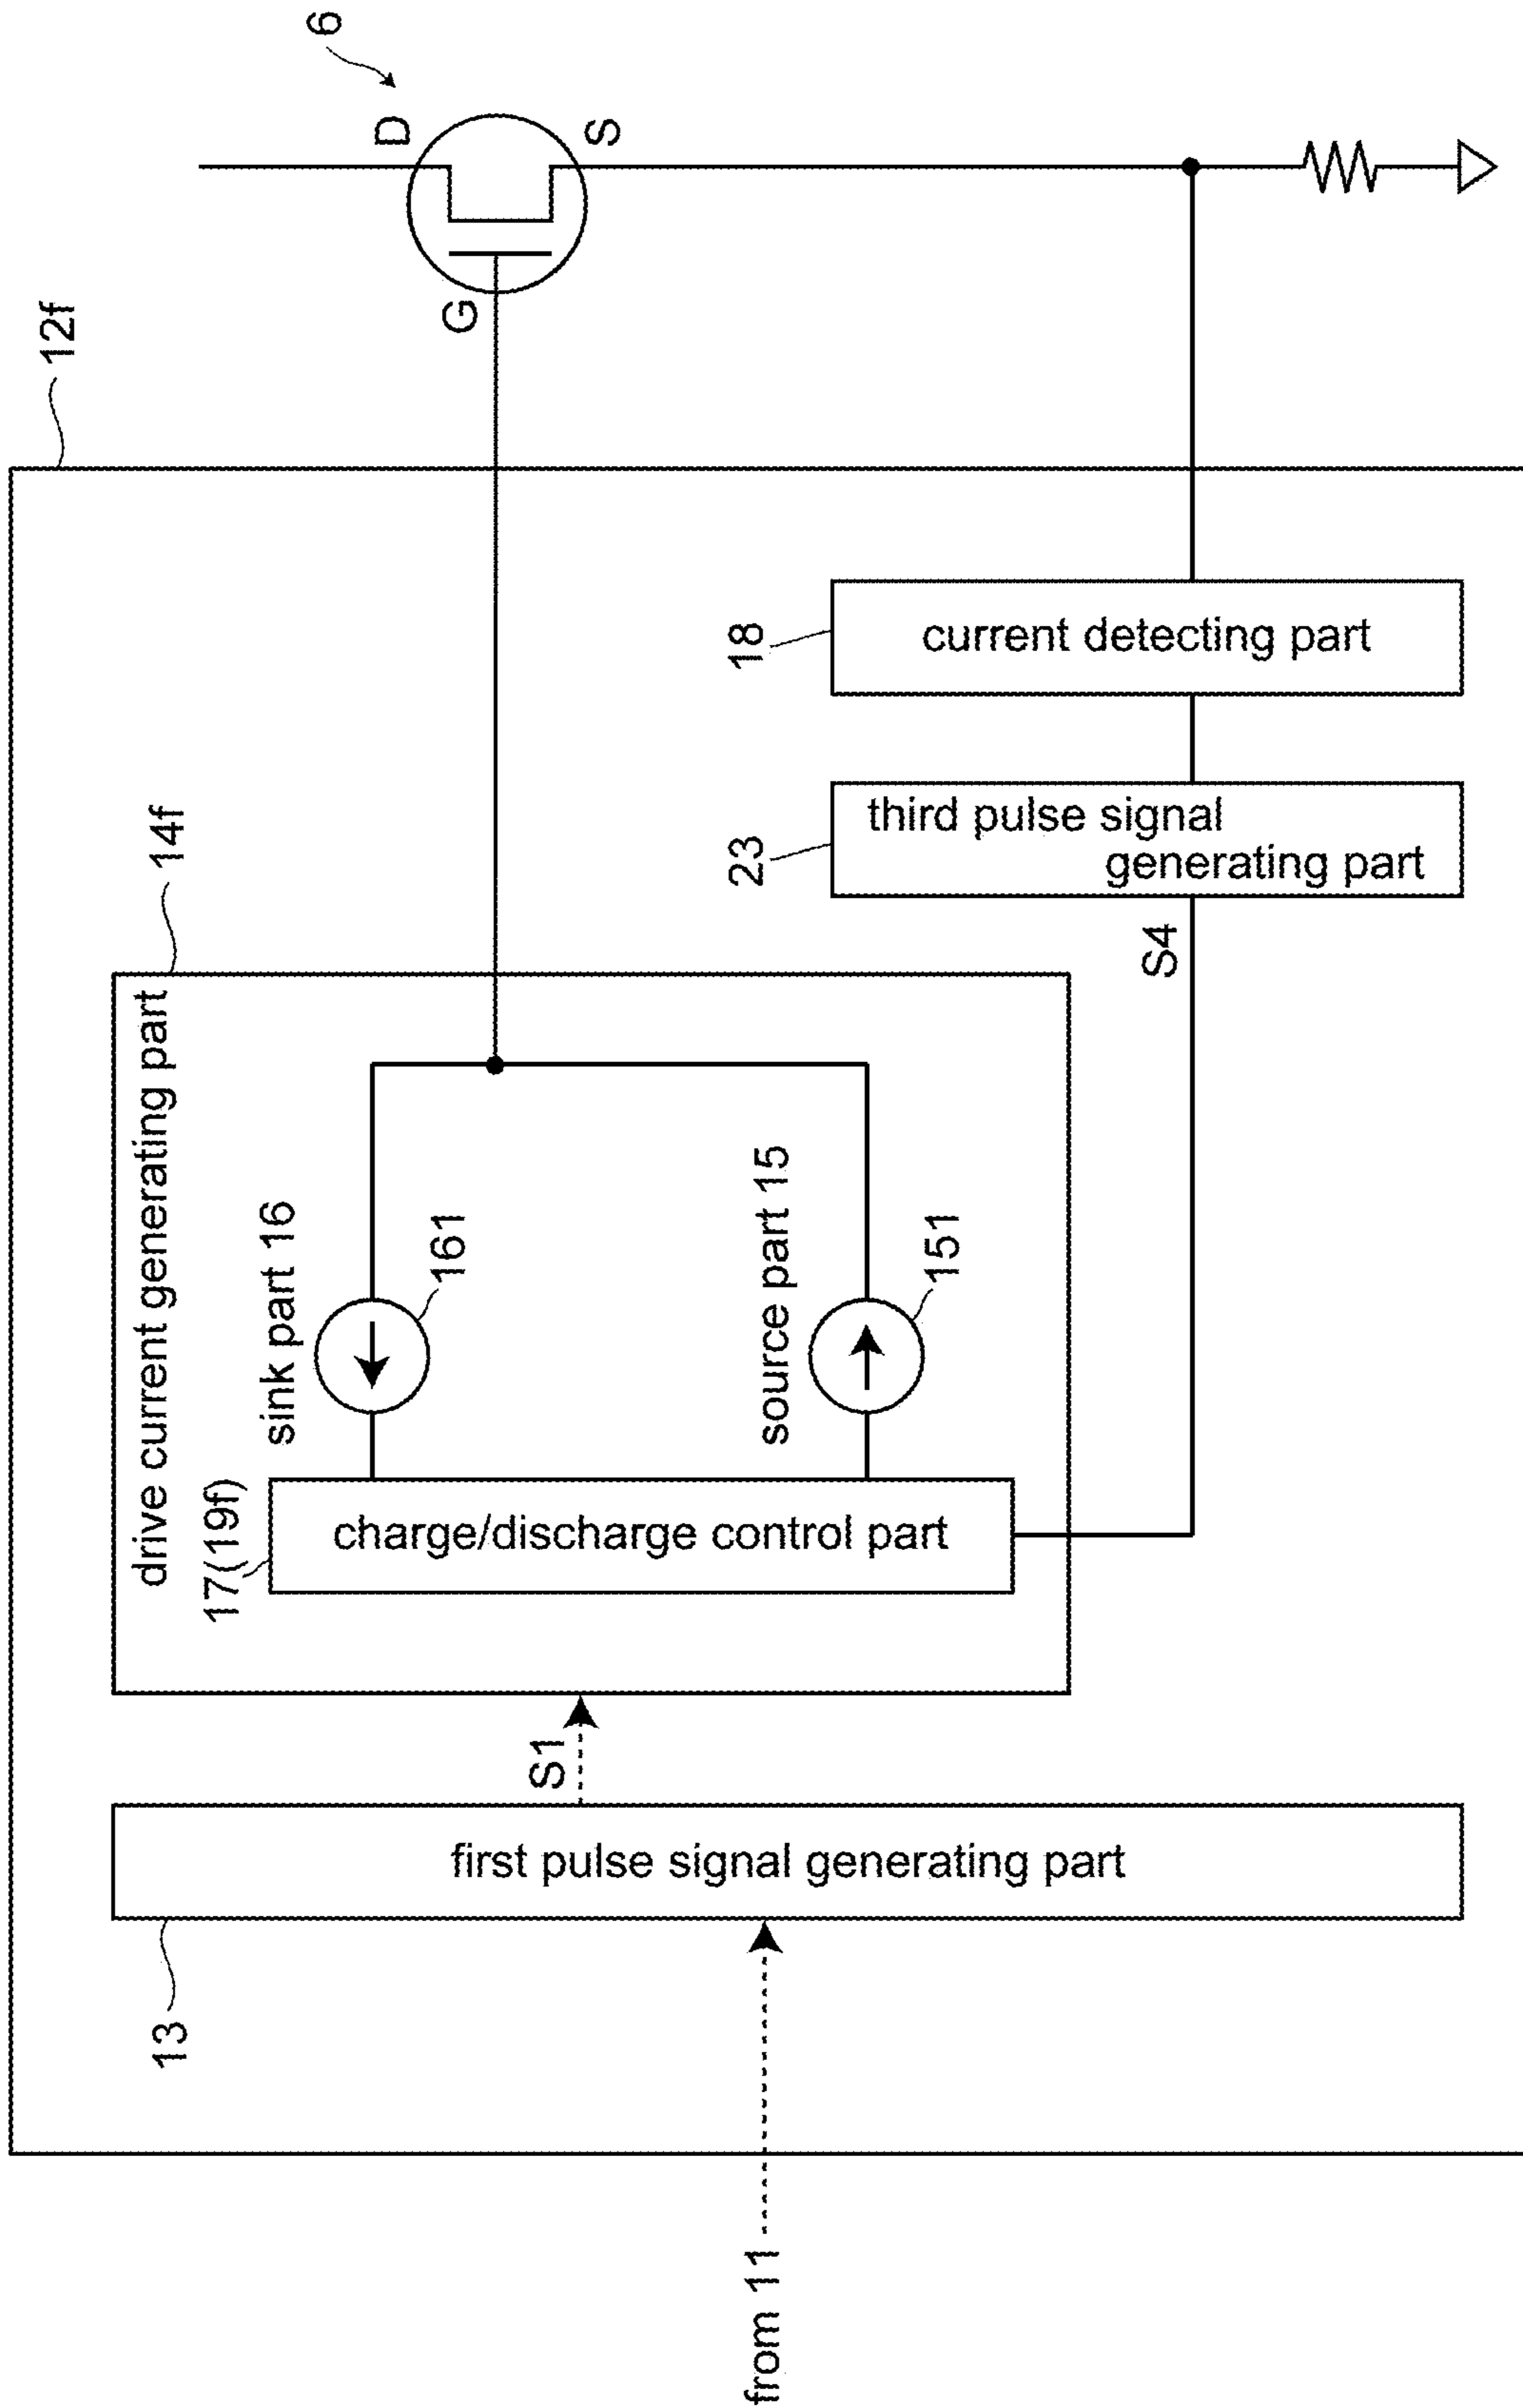 12f
6
D
G
S
14f
drive current generating part
sink part 16
161
17(19f)
charge/discharge control part
source part 15
151
18
current detecting part
23
third pulse signal
generating part
S4
S1
13
first pulse signal generating part
from 11